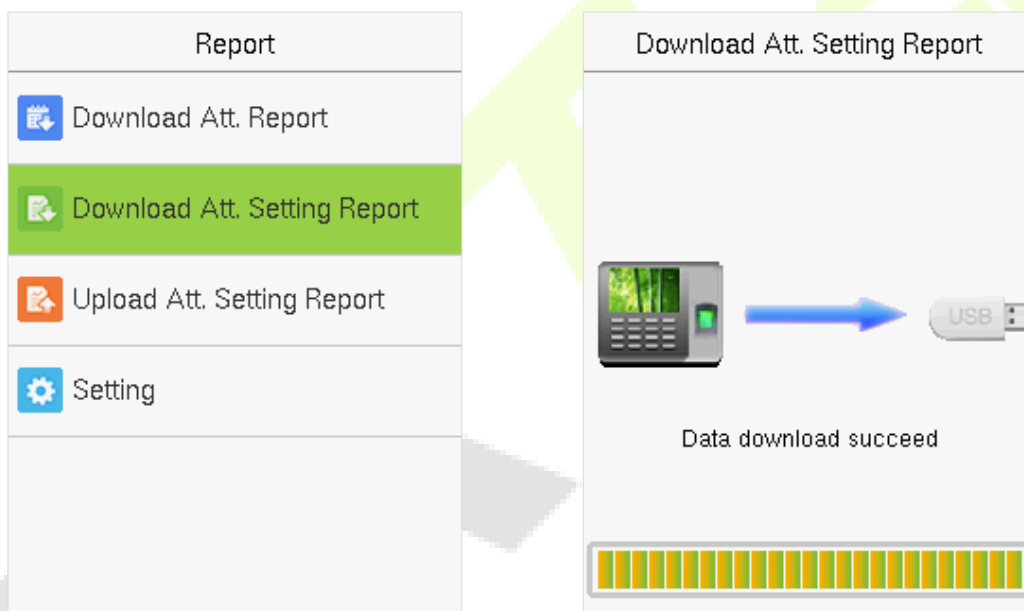 Report
Download Att. Report
Download Att. Setting Report
Upload Att. Setting Report
Setting
Download Att. Setting Report
USB
Data download succeed